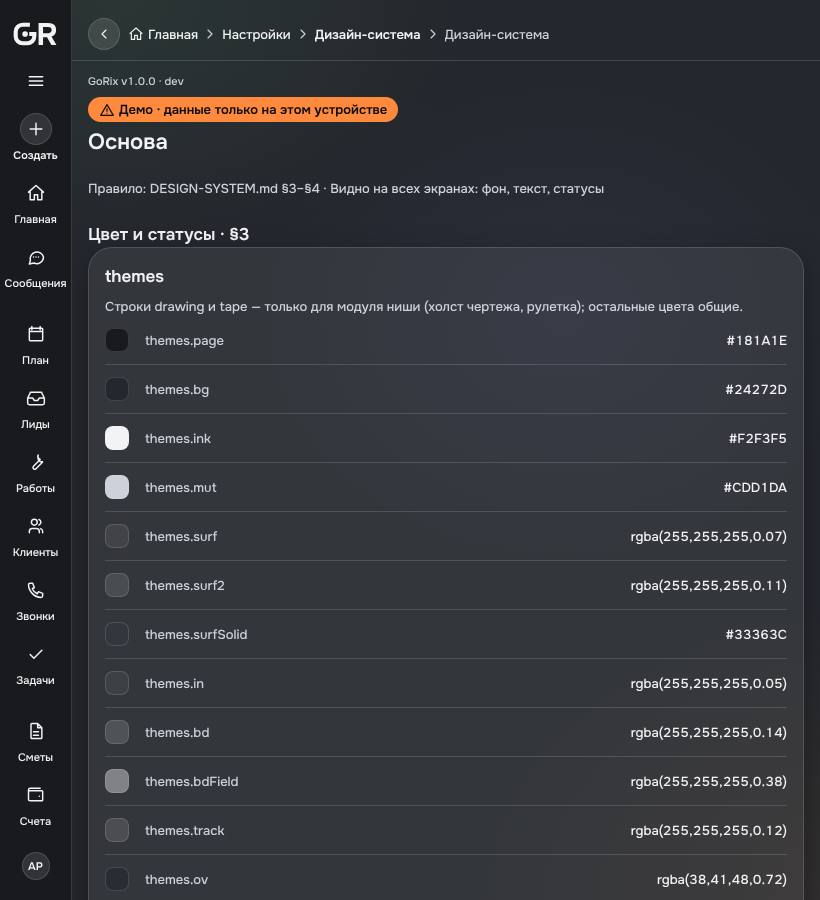 GR
Главная
Настройки
Дизайн-система
Дизайн-система
GoRix v1.0.0 · dev
Демо · данные только на этом устройстве
Основа
Правило: DESIGN-SYSTEM.md §3–§4 · Видно на всех экранах: фон, текст, статусы
Цвет и статусы · §3
themes
Строки drawing и tape — только для модуля ниши (холст чертежа, рулетка); остальные цвета общие.
themes.page #181A1E
themes.bg #24272D
themes.ink #F2F3F5
themes.mut #CDD1DA
themes.surf rgba(255,255,255,0.07)
themes.surf2 rgba(255,255,255,0.11)
themes.surfSolid #33363C
themes.in rgba(255,255,255,0.05)
themes.bd rgba(255,255,255,0.14)
themes.bdField rgba(255,255,255,0.38)
themes.track rgba(255,255,255,0.12)
themes.ov rgba(38,41,48,0.72)
Создать
Главная
Сообщения
План
Лиды
Работы
Клиенты
Звонки
Задачи
Сметы
Счета
АР